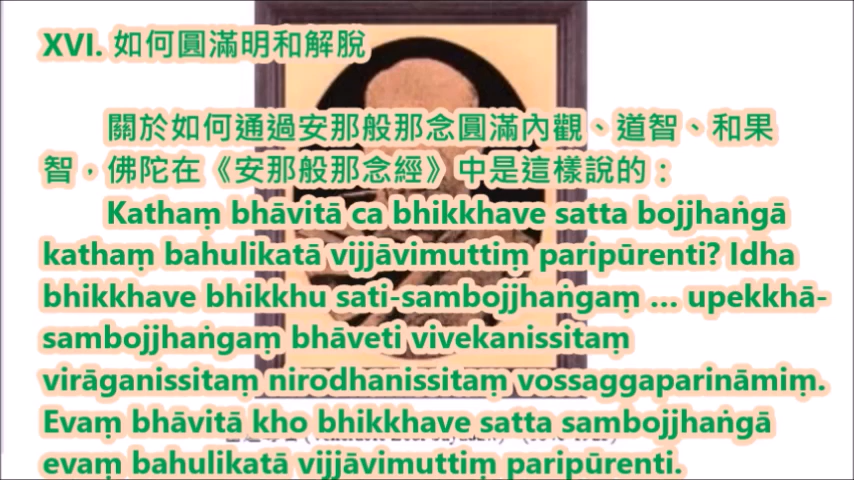 XVI. 如何圓滿明和解脫
關於如何通過安那般那念圓滿內觀、道智、和果
智，佛陀在《安那般那念經》中是這樣說的：
Kathaṃ bhāvitā ca bhikkhave satta bojjhaṅgā
kathaṃ bahulikatā vijjāvimuttiṃ paripūrenti? Idha
bhikkhave bhikkhu sati-sambojjhaṅgaṃ … upekkhā-
sambojjhaṅgaṃ bhāveti vivekanissitaṃ
virāganissitaṃ nirodhanissitaṃ vossaggaparināmiṃ.
Evaṃ bhāvitā kho bhikkhave satta sambojjhaṅgā
evaṃ bahulikatā vijjāvimuttiṃ paripūrenti.